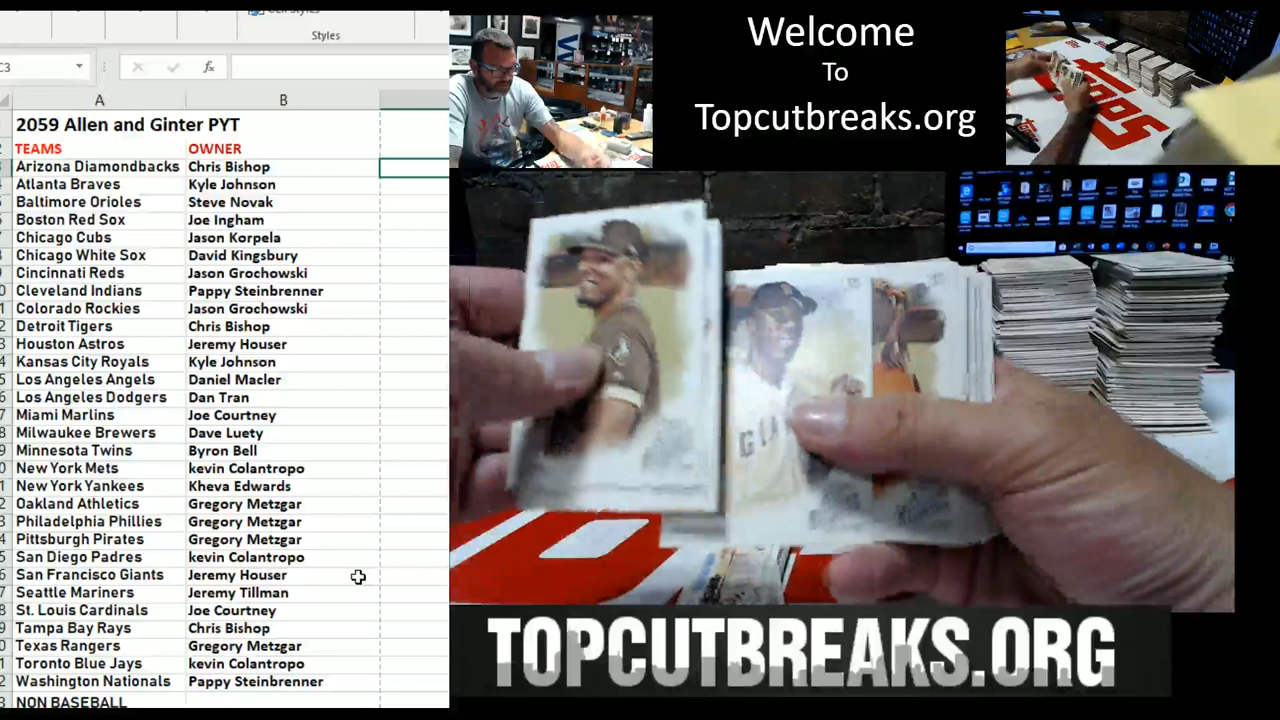 Styles
C3
fx
A B
2059 Allen and Ginter PYT
TEAMS OWNER
Arizona Diamondbacks Chris Bishop
Atlanta Braves Kyle Johnson
Baltimore Orioles Steve Novak
Boston Red Sox Joe Ingham
Chicago Cubs Jason Korpela
Chicago White Sox David Kingsbury
Cincinnati Reds Jason Grochowski
Cleveland Indians Pappy Steinbrenner
Colorado Rockies Jason Grochowski
Detroit Tigers Chris Bishop
Houston Astros Jeremy Houser
Kansas City Royals Kyle Johnson
Los Angeles Angels Daniel Macler
Los Angeles Dodgers Dan Tran
Miami Marlins Joe Courtney
Milwaukee Brewers Dave Luety
Minnesota Twins Byron Bell
New York Mets kevin Colantropo
New York Yankees Kheva Edwards
Oakland Athletics Gregory Metzgar
Philadelphia Phillies Gregory Metzgar
Pittsburgh Pirates Gregory Metzgar
San Diego Padres kevin Colantropo
San Francisco Giants Jeremy Houser
Seattle Mariners Jeremy Tillman
St. Louis Cardinals Joe Courtney
Tampa Bay Rays Chris Bishop
Texas Rangers Gregory Metzgar
Toronto Blue Jays kevin Colantropo
Washington Nationals Pappy Steinbrenner
NON BASEBALL
Welcome
To
Topcutbreaks.org
topps
TOPCUTBREAKS.ORG